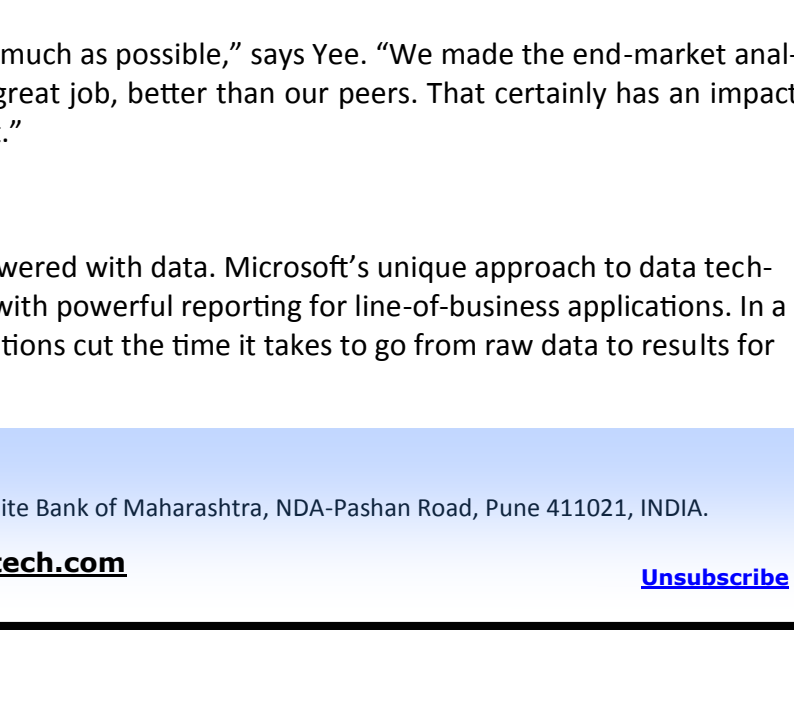 much as possible,” says Yee. “We made the end-market anal-
great job, better than our peers. That certainly has an impact
.”
wered with data. Microsoft’s unique approach to data tech-
with powerful reporting for line-of-business applications. In a
tions cut the time it takes to go from raw data to results for
ite Bank of Maharashtra, NDA-Pashan Road, Pune 411021, INDIA.
tech.com
Unsubscribe